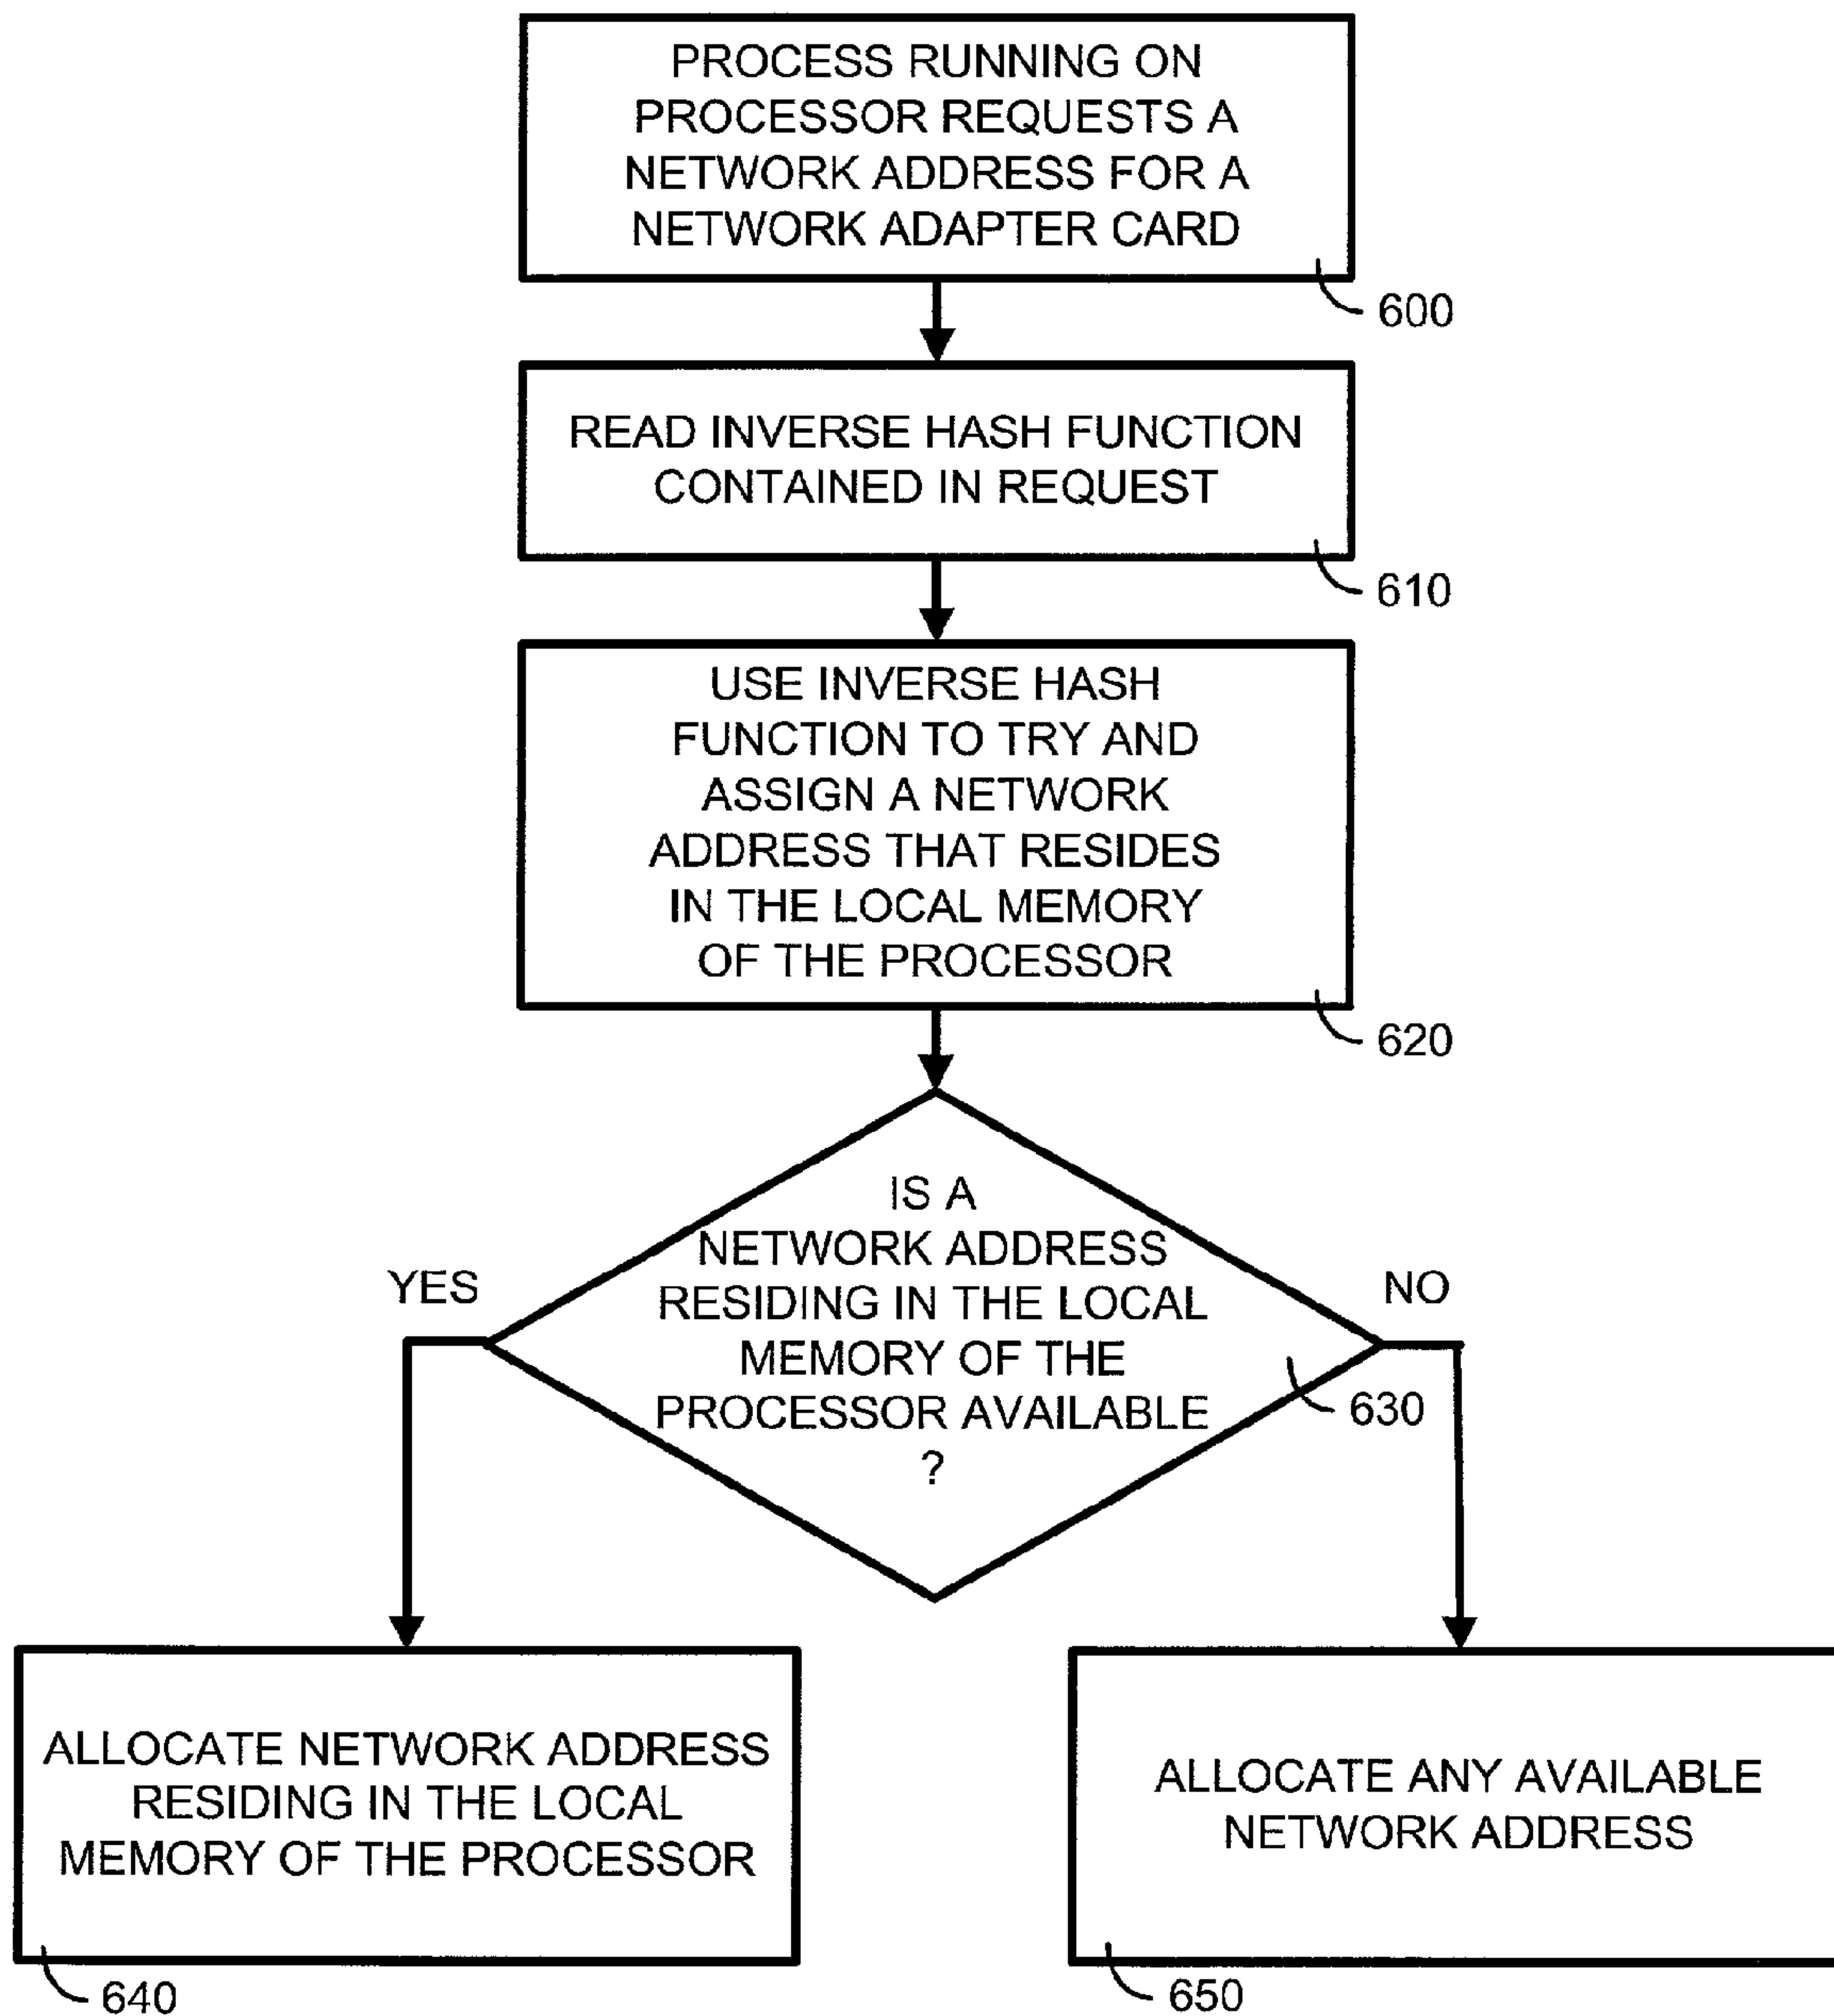 PROCESS RUNNING ON
PROCESSOR REQUESTS A
NETWORK ADDRESS FOR A
NETWORK ADAPTER CARD
600
READ INVERSE HASH FUNCTION
CONTAINED IN REQUEST
610
USE INVERSE HASH
FUNCTION TO TRY AND
ASSIGN A NETWORK
ADDRESS THAT RESIDES
IN THE LOCAL MEMORY
OF THE PROCESSOR
620
IS A
NETWORK ADDRESS
RESIDING IN THE LOCAL
MEMORY OF THE
PROCESSOR AVAILABLE
?
630
YES
NO
ALLOCATE NETWORK ADDRESS
RESIDING IN THE LOCAL
MEMORY OF THE PROCESSOR
640
ALLOCATE ANY AVAILABLE
NETWORK ADDRESS
650